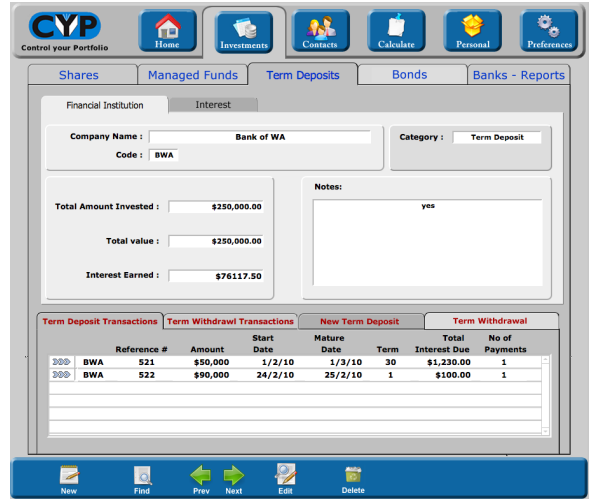 CYP
Control your Portfolio
Home
Investments
Contacts
Calculate
Personal
Preferences
Shares
Managed Funds
Term Deposits
Bonds
Banks - Reports
Financial Institution
Interest
Company Name : Bank of WA
Code : BWA
Category : Term Deposit
Total Amount Invested : $250,000.00
Total value : $250,000.00
Interest Earned : $76117.50
Notes:
yes
Term Deposit Transactions
Term Withdrawl Transactions
New Term Deposit
Term Withdrawal
Reference # Amount Start Date Mature Date Term Total Interest Due No of Payments
BWA 521 $50,000 1/2/10 1/3/10 30 $1,230.00 1
BWA 522 $90,000 24/2/10 25/2/10 1 $100.00 1
New
Find
Prev
Next
Edit
Delete